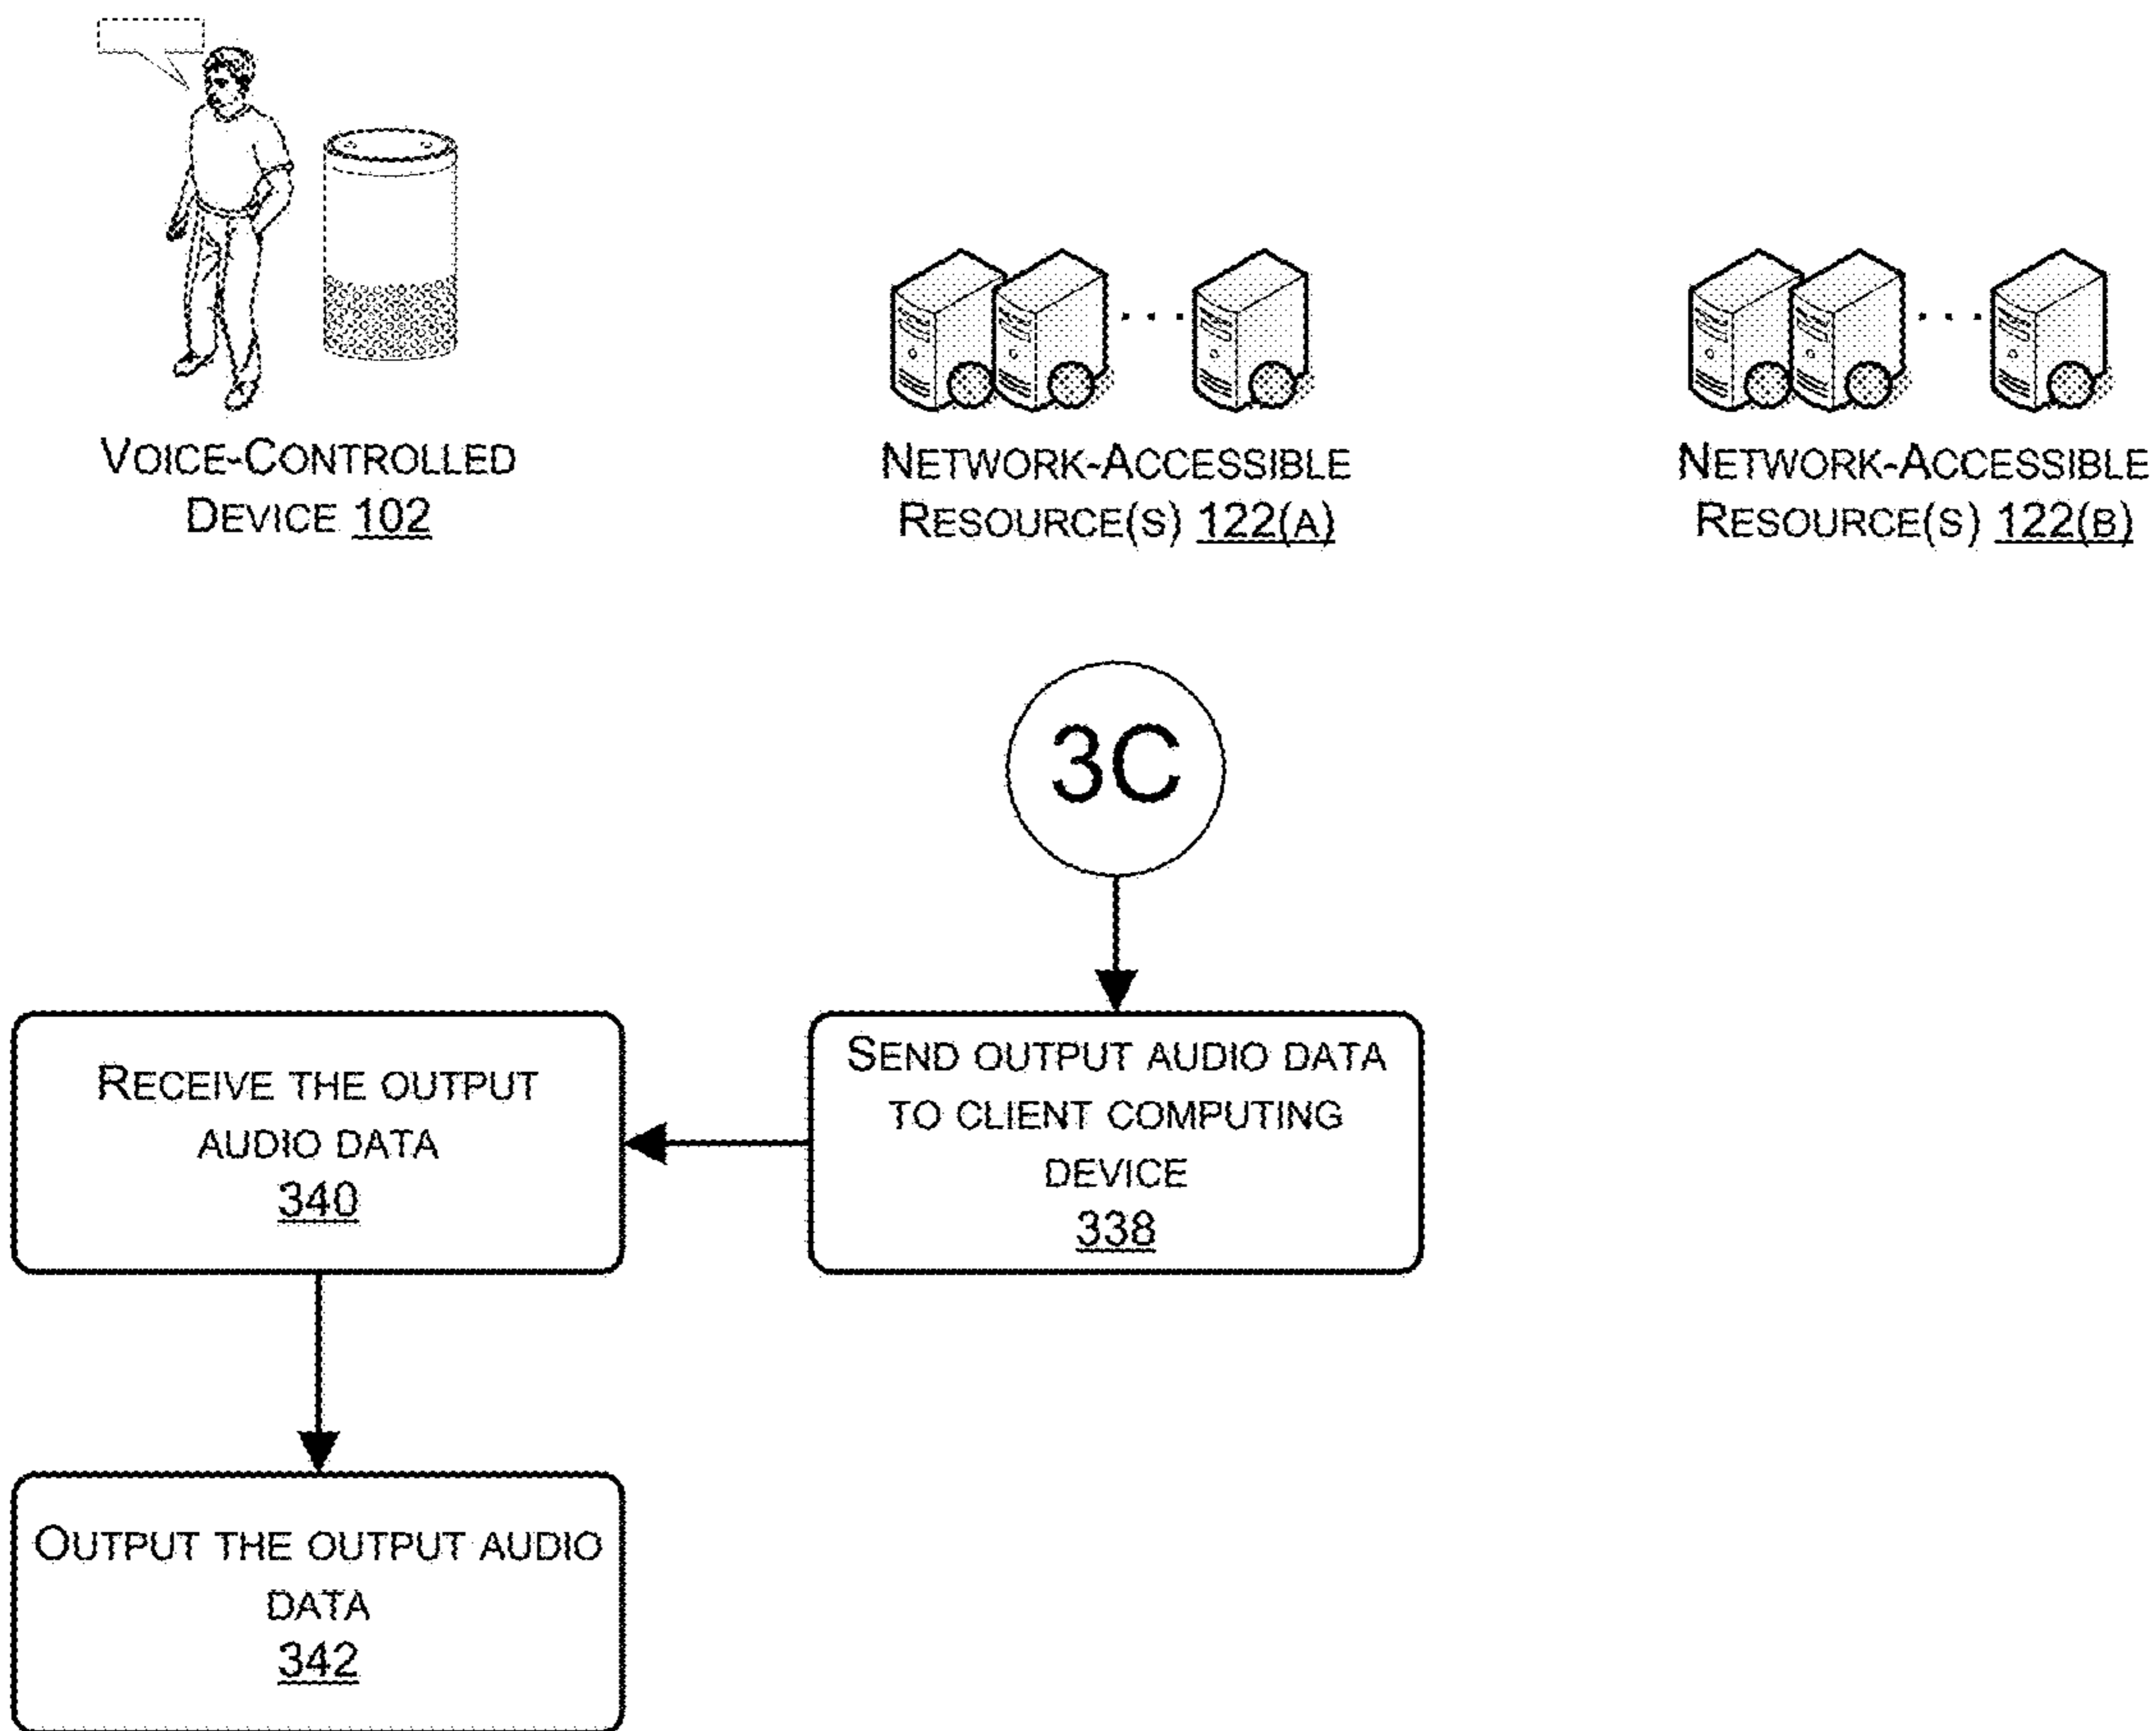 VOICE-CONTROLLED
DEVICE 102
NETWORK-ACCESSIBLE
RESOURCE(S) 122(A)
NETWORK-ACCESSIBLE
RESOURCE(S) 122(B)
3C
RECEIVE THE OUTPUT
AUDIO DATA
340
SEND OUTPUT AUDIO DATA
TO CLIENT COMPUTING
DEVICE
338
OUTPUT THE OUTPUT AUDIO
DATA
342